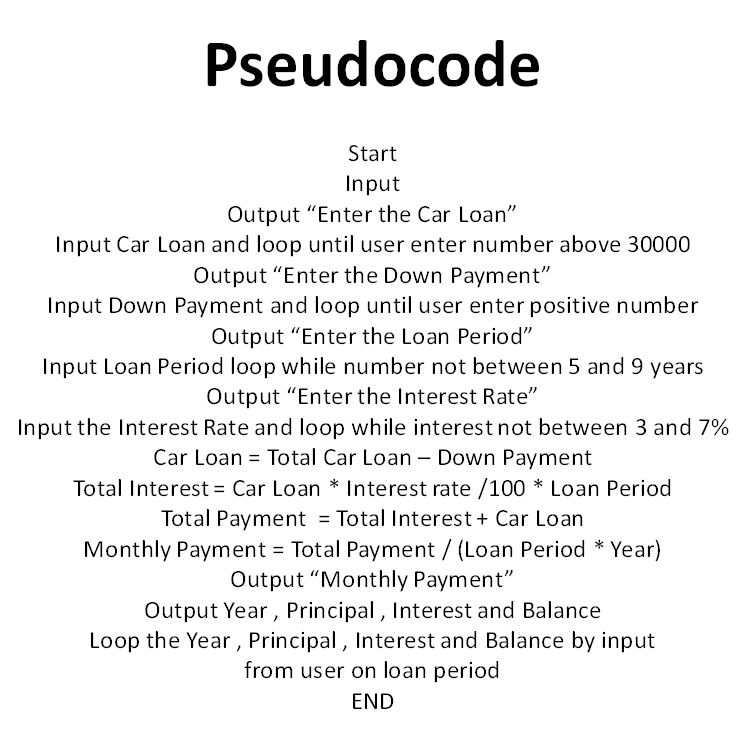 Pseudocode
Start
Input
Output “Enter the Car Loan”
Input Car Loan and loop until user enter number above 30000
Output “Enter the Down Payment”
Input Down Payment and loop until user enter positive number
Output “Enter the Loan Period”
Input Loan Period loop while number not between 5 and 9 years
Output “Enter the Interest Rate”
Input the Interest Rate and loop while interest not between 3 and 7%
Car Loan = Total Car Loan – Down Payment
Total Interest = Car Loan * Interest rate /100 * Loan Period
Total Payment = Total Interest + Car Loan
Monthly Payment = Total Payment / (Loan Period * Year)
Output “Monthly Payment”
Output Year , Principal , Interest and Balance
Loop the Year , Principal , Interest and Balance by input
from user on loan period
END